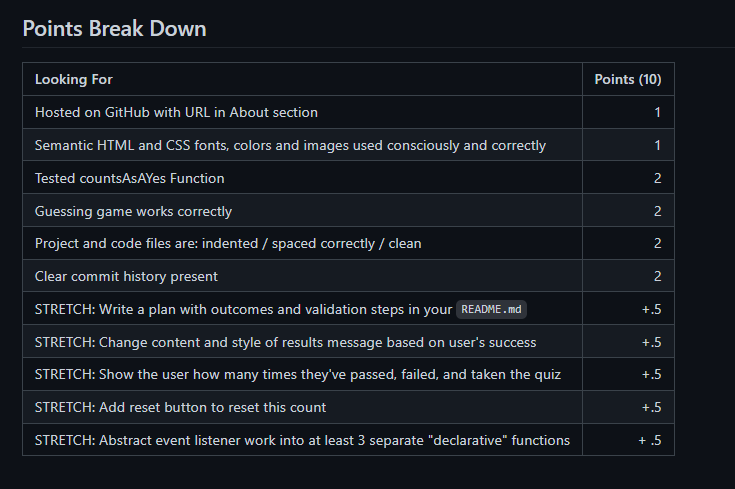 Points Break Down
Looking For Points (10)
Hosted on GitHub with URL in About section 1
Semantic HTML and CSS fonts, colors and images used consciously and correctly 1
Tested countsAsAYes Function 2
Guessing game works correctly 2
Project and code files are: indented / spaced correctly / clean 2
Clear commit history present 2
STRETCH: Write a plan with outcomes and validation steps in your README.md +.5
STRETCH: Change content and style of results message based on user's success +.5
STRETCH: Show the user how many times they've passed, failed, and taken the quiz +.5
STRETCH: Add reset button to reset this count +.5
STRETCH: Abstract event listener work into at least 3 separate "declarative" functions + .5